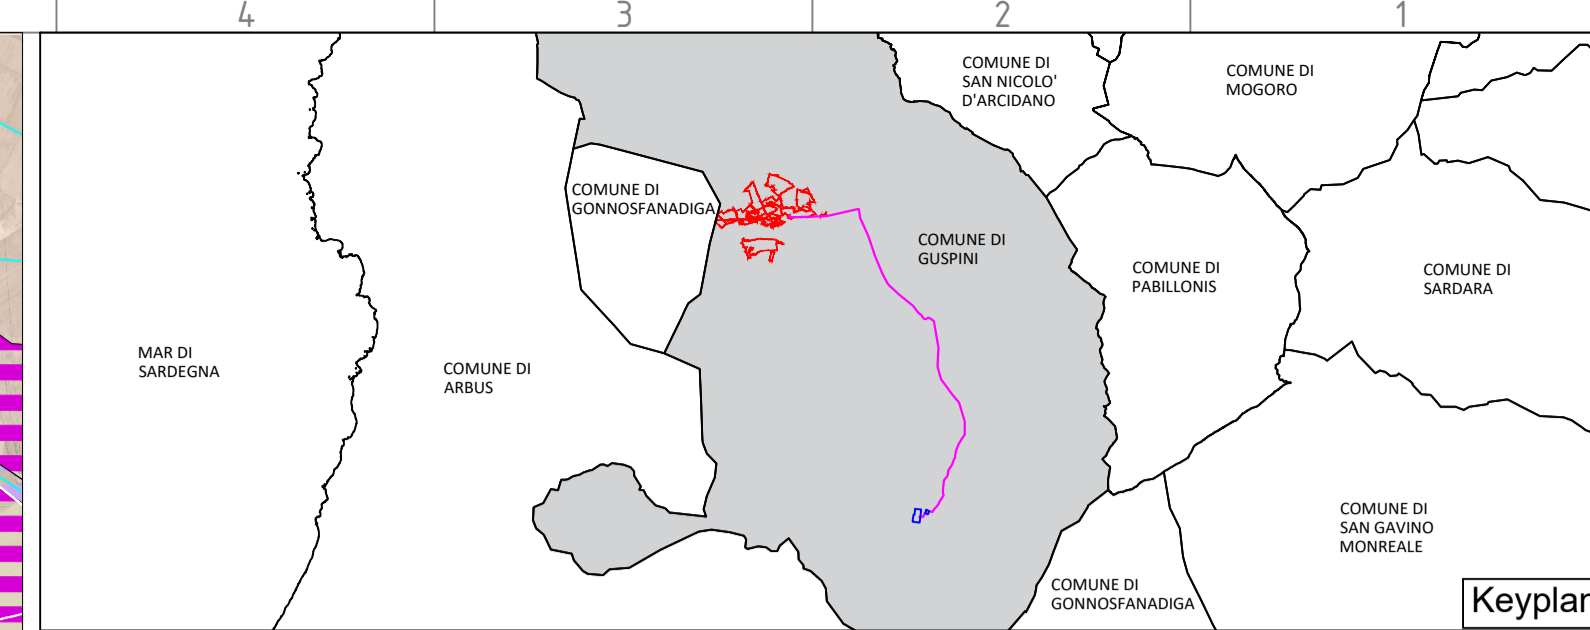 4
3
2
1
COMUNE DI
SAN NICOLO'
D'ARCIDANO
COMUNE DI
MOGORO
COMUNE DI
GONNOSFANADIGA
COMUNE DI
GUSPINI
COMUNE DI
PABILLONIS
COMUNE DI
SARDARA
MAR DI
SARDEGNA
COMUNE DI
ARBUS
COMUNE DI
SAN GAVINO
MONREALE
COMUNE DI
GONNOSFANADIGA
Keyplan